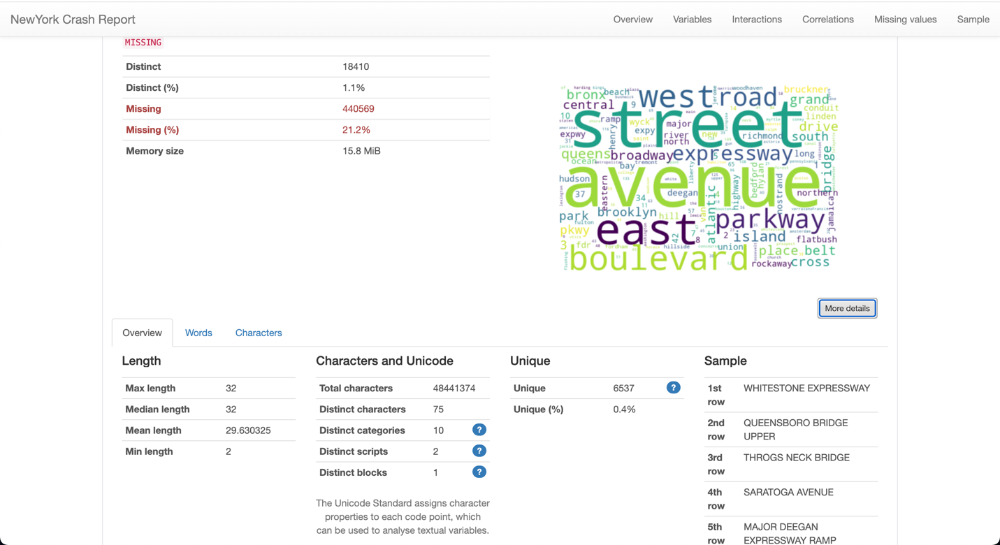 NewYork Crash Report Overview Variables Interactions Correlations Missing values Sample
MISSING
Distinct 18410
Distinct (%) 1.1%
Missing 440569
Missing (%) 21.2%
Memory size 15.8 MiB
bronx beach west road bruckner
central 9 grand
street
10 ramp wyck major conduit
linden
expwy expy river new drive
henry north richmond south
queens broadway expressway long
ocean bay
avenue
hudson bridge
37 eastern deegan highway bedford hylan northern
34 nostrand
park brooklyn hill atlantic jamaica
pkwy east parkway
fulton 7 2 island flatbush
3 fdr 42 8 union place belt
hillside
boulevard rockaway cross
More details
Overview Words Characters
Length
Max length 32
Median length 32
Mean length 29.630325
Min length 2
Characters and Unicode
Total characters 48441374
Distinct characters 75
Distinct categories 10 ?
Distinct scripts 2 ?
Distinct blocks 1 ?
The Unicode Standard assigns character
properties to each code point, which
can be used to analyse textual variables.
Unique
Unique 6537 ?
Unique (%) 0.4%
Sample
1st row WHITESTONE EXPRESSWAY
2nd row QUEENSBORO BRIDGE
UPPER
3rd row THROGS NECK BRIDGE
4th row SARATOGA AVENUE
5th row MAJOR DEEGAN
EXPRESSWAY RAMP